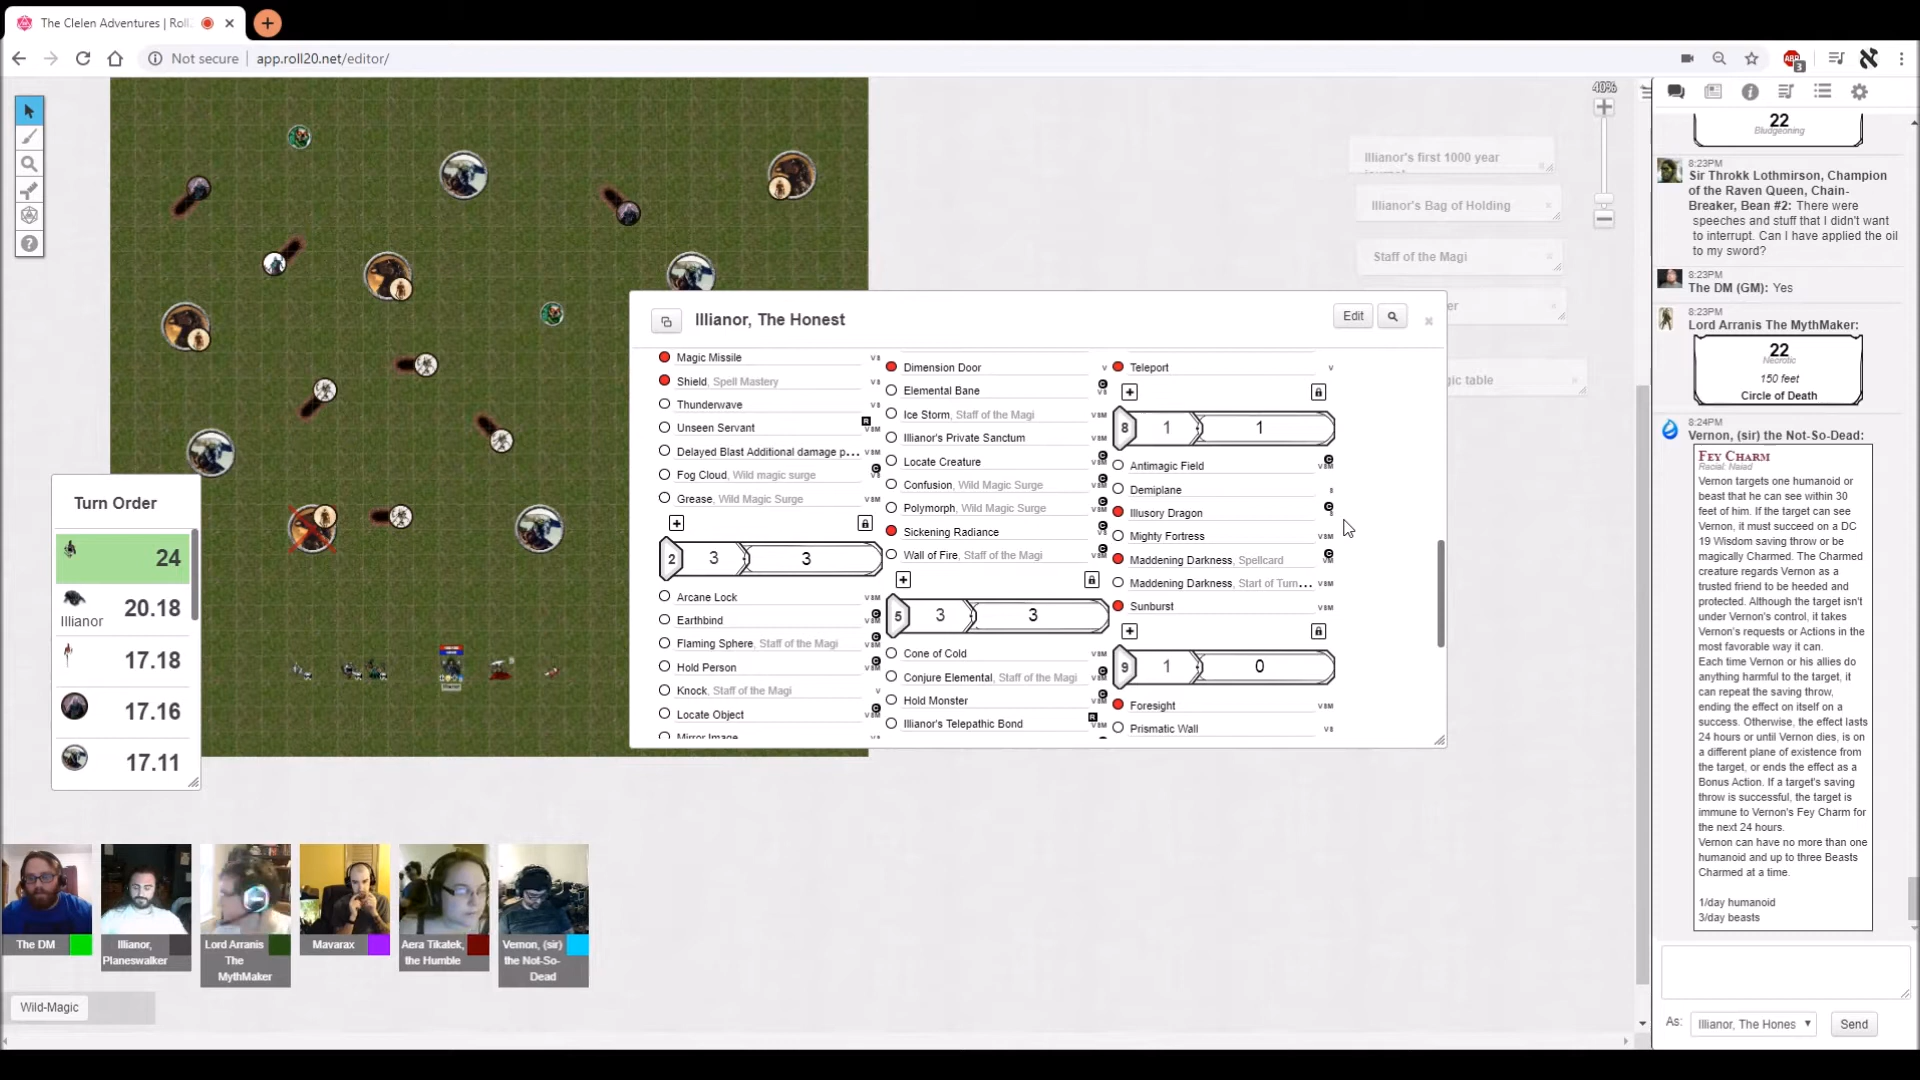 The Clelen Adventures | Roll
Not secure
app.roll20.net/editor/
ABP
3
40%
Illianor's first 1000 year
Illianor's Bag of Holding
Staff of the Magi
er
gic table
Turn Order
24
Illianor
20.18
17.18
17.16
17.11
Illianor, The Honest
Edit
Magic Missile
Shield, Spell Mastery
Thunderwave
Unseen Servant
Delayed Blast Additional damage p...
Fog Cloud, Wild magic surge
Grease, Wild Magic Surge
2 3 3
Arcane Lock
Earthbind
Flaming Sphere, Staff of the Magi
Hold Person
Knock, Staff of the Magi
Locate Object
Mirror Image
Dimension Door
Elemental Bane
Ice Storm, Staff of the Magi
Illianor's Private Sanctum
Locate Creature
Confusion, Wild Magic Surge
Polymorph, Wild Magic Surge
Sickening Radiance
Wall of Fire, Staff of the Magi
5 3 3
Cone of Cold
Conjure Elemental, Staff of the Magi
Hold Monster
Illianor's Telepathic Bond
Teleport
8 1 1
Antimagic Field
Demiplane
Illusory Dragon
Mighty Fortress
Maddening Darkness, Spellcard
Maddening Darkness, Start of Turn...
Sunburst
9 1 0
Foresight
Prismatic Wall
22
Bludgeoning
8:23PM
Sir Throkk Lothmirson, Champion
of the Raven Queen, Chain-
Breaker, Bean #2: There were
speeches and stuff that I didn't want
to interrupt. Can I have applied the oil
to my sword?
8:23PM
The DM (GM): Yes
8:23PM
Lord Arranis The MythMaker:
22
Necrotic
150 feet
Circle of Death
8:24PM
Vernon, (sir) the Not-So-Dead:
Fey Charm
Racial: Naiad
Vernon targets one humanoid or
beast that he can see within 30
feet of him. If the target can see
Vernon, it must succeed on a DC
19 Wisdom saving throw or be
magically Charmed. The Charmed
creature regards Vernon as a
trusted friend to be heeded and
protected. Although the target isn't
under Vernon's control, it takes
Vernon's requests or Actions in the
most favorable way it can.
Each time Vernon or his allies do
anything harmful to the target, it
can repeat the saving throw,
ending the effect on itself on a
success. Otherwise, the effect lasts
24 hours or until Vernon dies, is on
a different plane of existence from
the target, or ends the effect as a
Bonus Action. If a target's saving
throw is successful, the target is
immune to Vernon's Fey Charm for
the next 24 hours.
Vernon can have no more than one
humanoid and up to three Beasts
Charmed at a time.
1/day humanoid
3/day beasts
As:
Illianor, The Hones
Send
The DM
Illianor,
Planeswalker
Lord Arranis
The
MythMaker
Mavarax
Aera Tikatek,
the Humble
Vernon, (sir)
the Not-So-
Dead
Wild-Magic